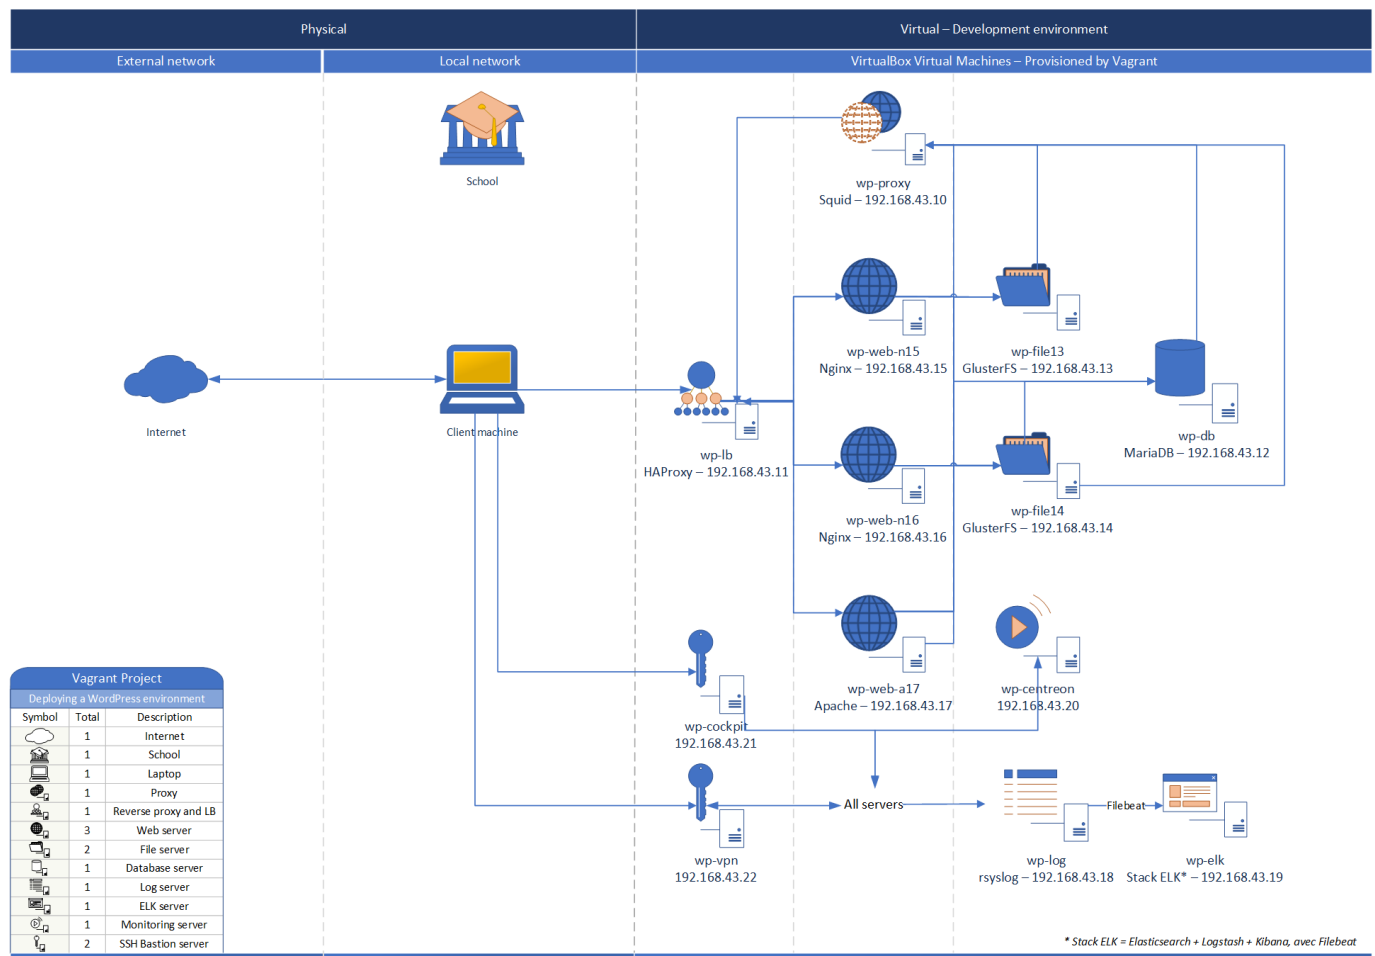 Physical
Virtual – Development environment
External network
Local network
VirtualBox Virtual Machines – Provisioned by Vagrant
School
wp-proxy
Squid – 192.168.43.10
wp-web-n15
Nginx – 192.168.43.15
wp-file13
GlusterFS – 192.168.43.13
Internet
Client machine
wp-lb
HAProxy – 192.168.43.11
wp-db
MariaDB – 192.168.43.12
wp-web-n16
Nginx – 192.168.43.16
wp-file14
GlusterFS – 192.168.43.14
wp-web-a17
Apache – 192.168.43.17
wp-centreon
192.168.43.20
wp-cockpit
192.168.43.21
All servers
Filebeat
wp-vpn
192.168.43.22
wp-log
rsyslog – 192.168.43.18
wp-elk
Stack ELK* – 192.168.43.19
Vagrant Project
Deploying a WordPress environment
Symbol Total Description
1 Internet
1 School
1 Laptop
1 Proxy
1 Reverse proxy and LB
3 Web server
2 File server
1 Database server
1 Log server
1 ELK server
1 Monitoring server
2 SSH Bastion server
* Stack ELK = Elasticsearch + Logstash + Kibana, avec Filebeat